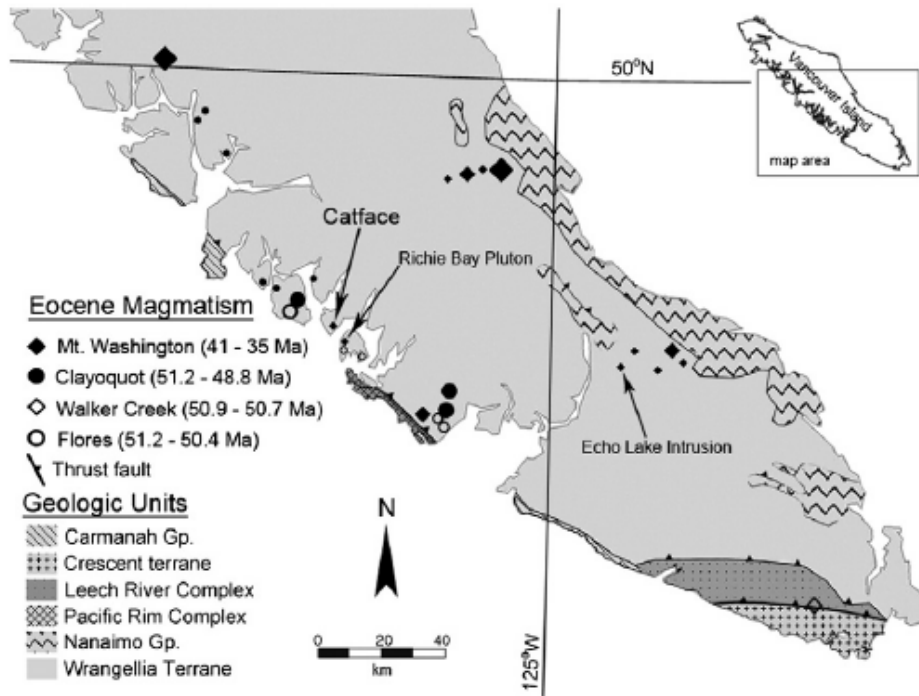 50°N
Vancouver Island
map area
Catface
Richie Bay Pluton
Eocene Magmatism
Mt. Washington (41 - 35 Ma)
Clayoquot (51.2 - 48.8 Ma)
Walker Creek (50.9 - 50.7 Ma)
Flores (51.2 - 50.4 Ma)
Thrust fault
Echo Lake Intrusion
Geologic Units
Carmanah Gp.
Crescent terrane
Leech River Complex
Pacific Rim Complex
Nanaimo Gp.
Wrangellia Terrane
N
0 20 40
km
125°W